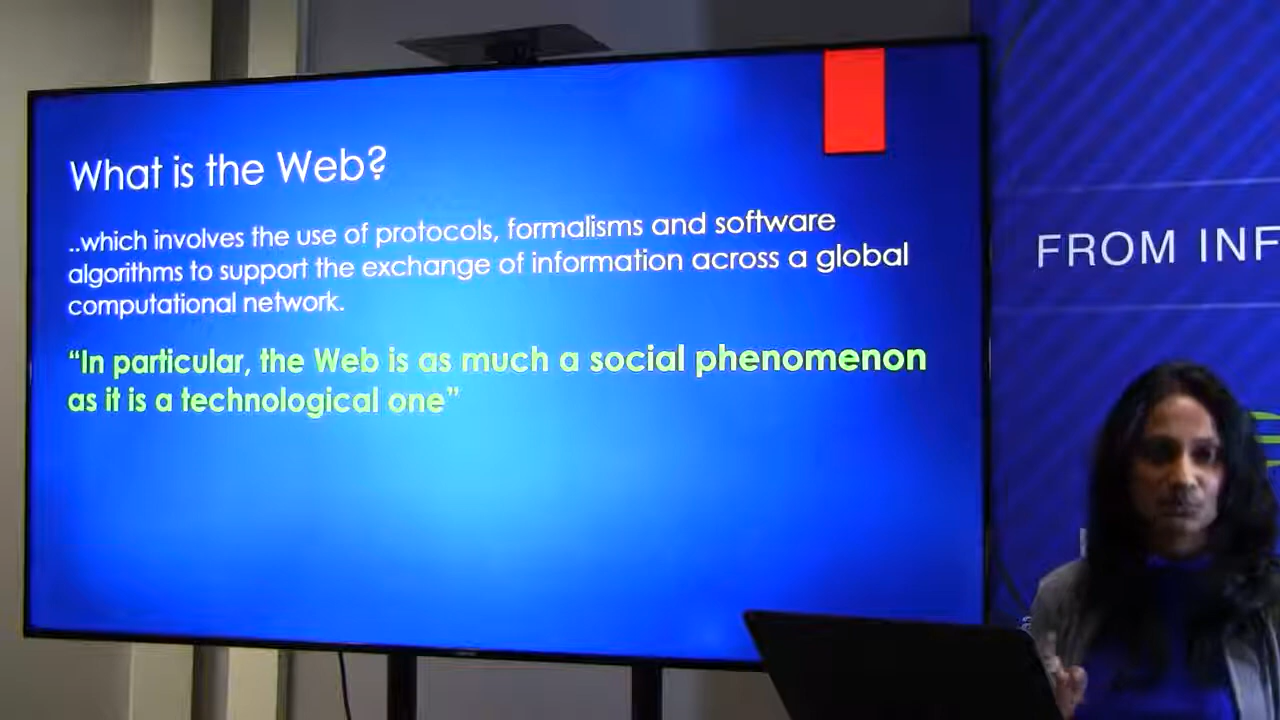 What is the Web?
..which involves the use of protocols, formalisms and software
algorithms to support the exchange of information across a global
computational network.
“In particular, the Web is as much a social phenomenon
as it is a technological one”
FROM INF